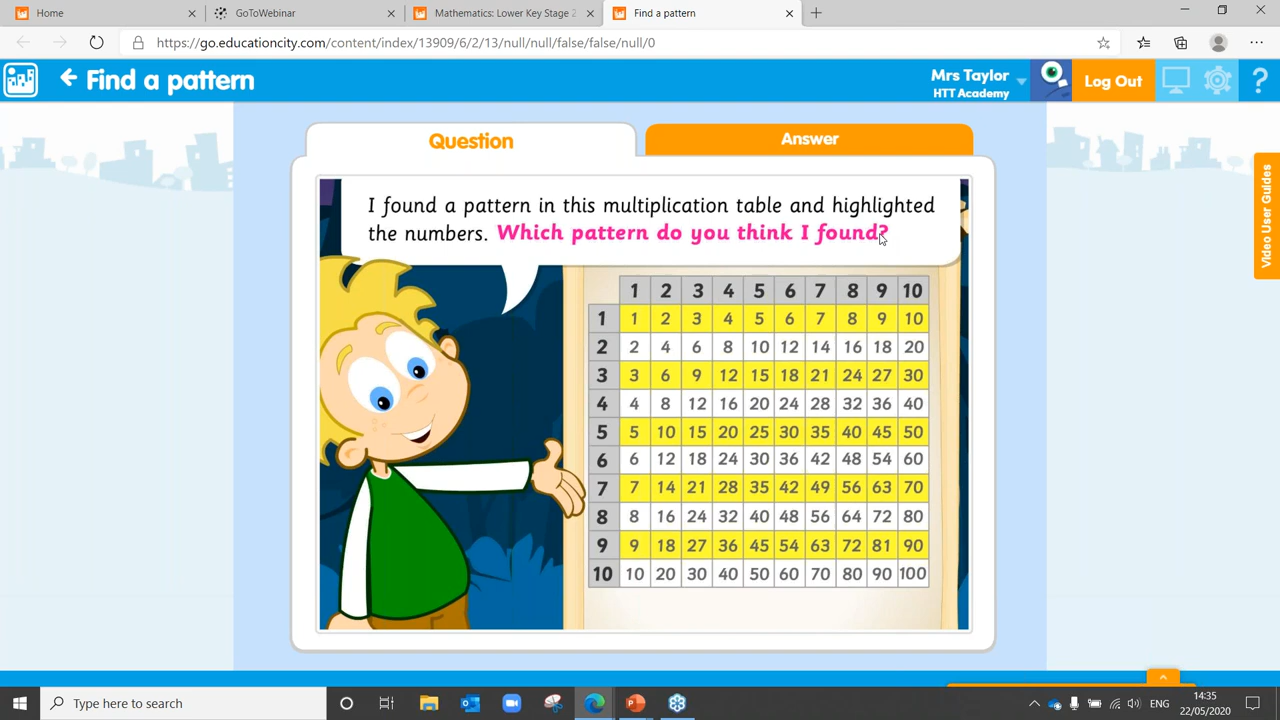 Home
GoToWebinar
Mathematics: Lower Key Stage 2
Find a pattern
https://go.educationcity.com/content/index/13909/6/2/13/null/null/false/false/null/0
Find a pattern
Mrs Taylor
HTT Academy
Log Out
?
Video User Guides
Question
Answer
I found a pattern in this multiplication table and highlighted
the numbers. Which pattern do you think I found?
1 2 3 4 5 6 7 8 9 10
1 1 2 3 4 5 6 7 8 9 10
2 2 4 6 8 10 12 14 16 18 20
3 3 6 9 12 15 18 21 24 27 30
4 4 8 12 16 20 24 28 32 36 40
5 5 10 15 20 25 30 35 40 45 50
6 6 12 18 24 30 36 42 48 54 60
7 7 14 21 28 35 42 49 56 63 70
8 8 16 24 32 40 48 56 64 72 80
9 9 18 27 36 45 54 63 72 81 90
10 10 20 30 40 50 60 70 80 90 100
Type here to search
ENG
14:35
22/05/2020